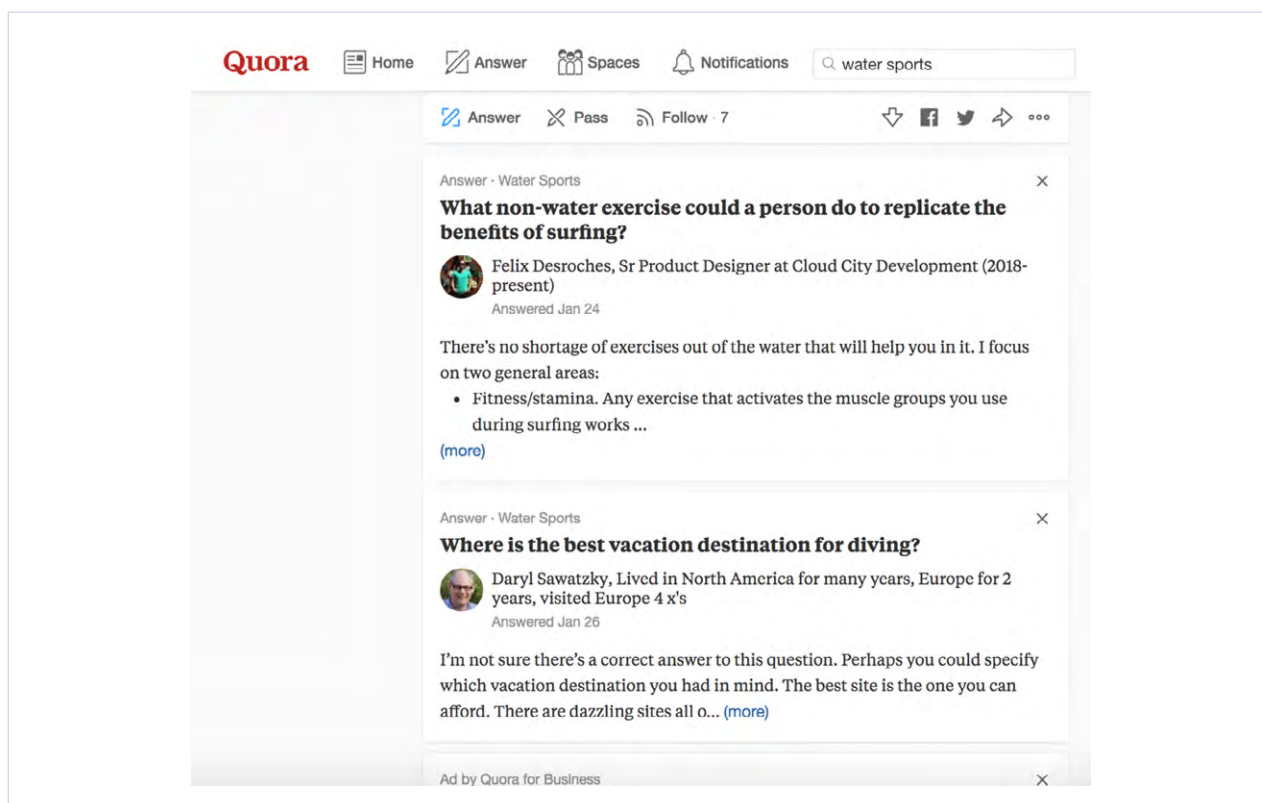 Quora Home Answer Spaces Notifications water sports
Answer Pass Follow · 7
Answer · Water Sports
What non-water exercise could a person do to replicate the
benefits of surfing?
Felix Desroches, Sr Product Designer at Cloud City Development (2018-
present)
Answered Jan 24
There's no shortage of exercises out of the water that will help you in it. I focus
on two general areas:
• Fitness/stamina. Any exercise that activates the muscle groups you use
during surfing works ...
(more)
Answer · Water Sports
Where is the best vacation destination for diving?
Daryl Sawatzky, Lived in North America for many years, Europe for 2
years, visited Europe 4 x's
Answered Jan 26
I'm not sure there's a correct answer to this question. Perhaps you could specify
which vacation destination you had in mind. The best site is the one you can
afford. There are dazzling sites all o... (more)
Ad by Quora for Business